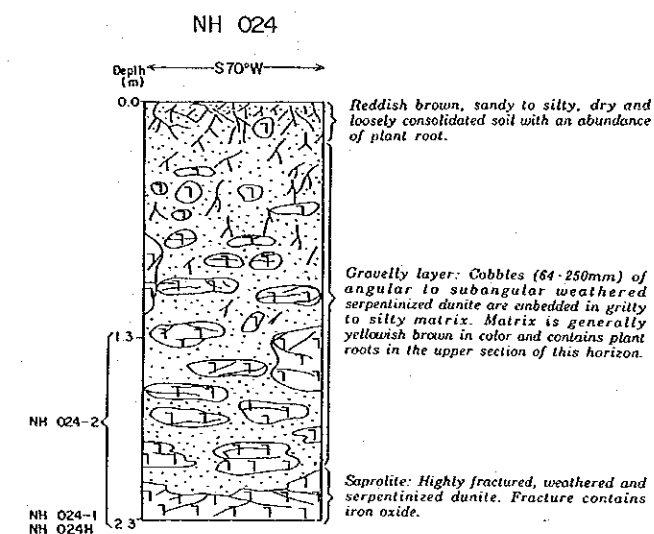 NH 024
Depth
(m)
S70°W
0.0
Reddish brown, sandy to silty, dry and
loosely consolidated soil with an abundance
of plant root.
Gravelly layer: Cobbles (64-250mm) of
angular to subangular weathered
serpentinized dunite are embedded in gritty
to silty matrix. Matrix is generally
yellowish brown in color and contains plant
roots in the upper section of this horizon.
1.3
NH 024-2
Saprolite: Highly fractured, weathered and
serpentinized dunite. Fracture contains
iron oxide.
NH 024-1
NH 024H
2.3